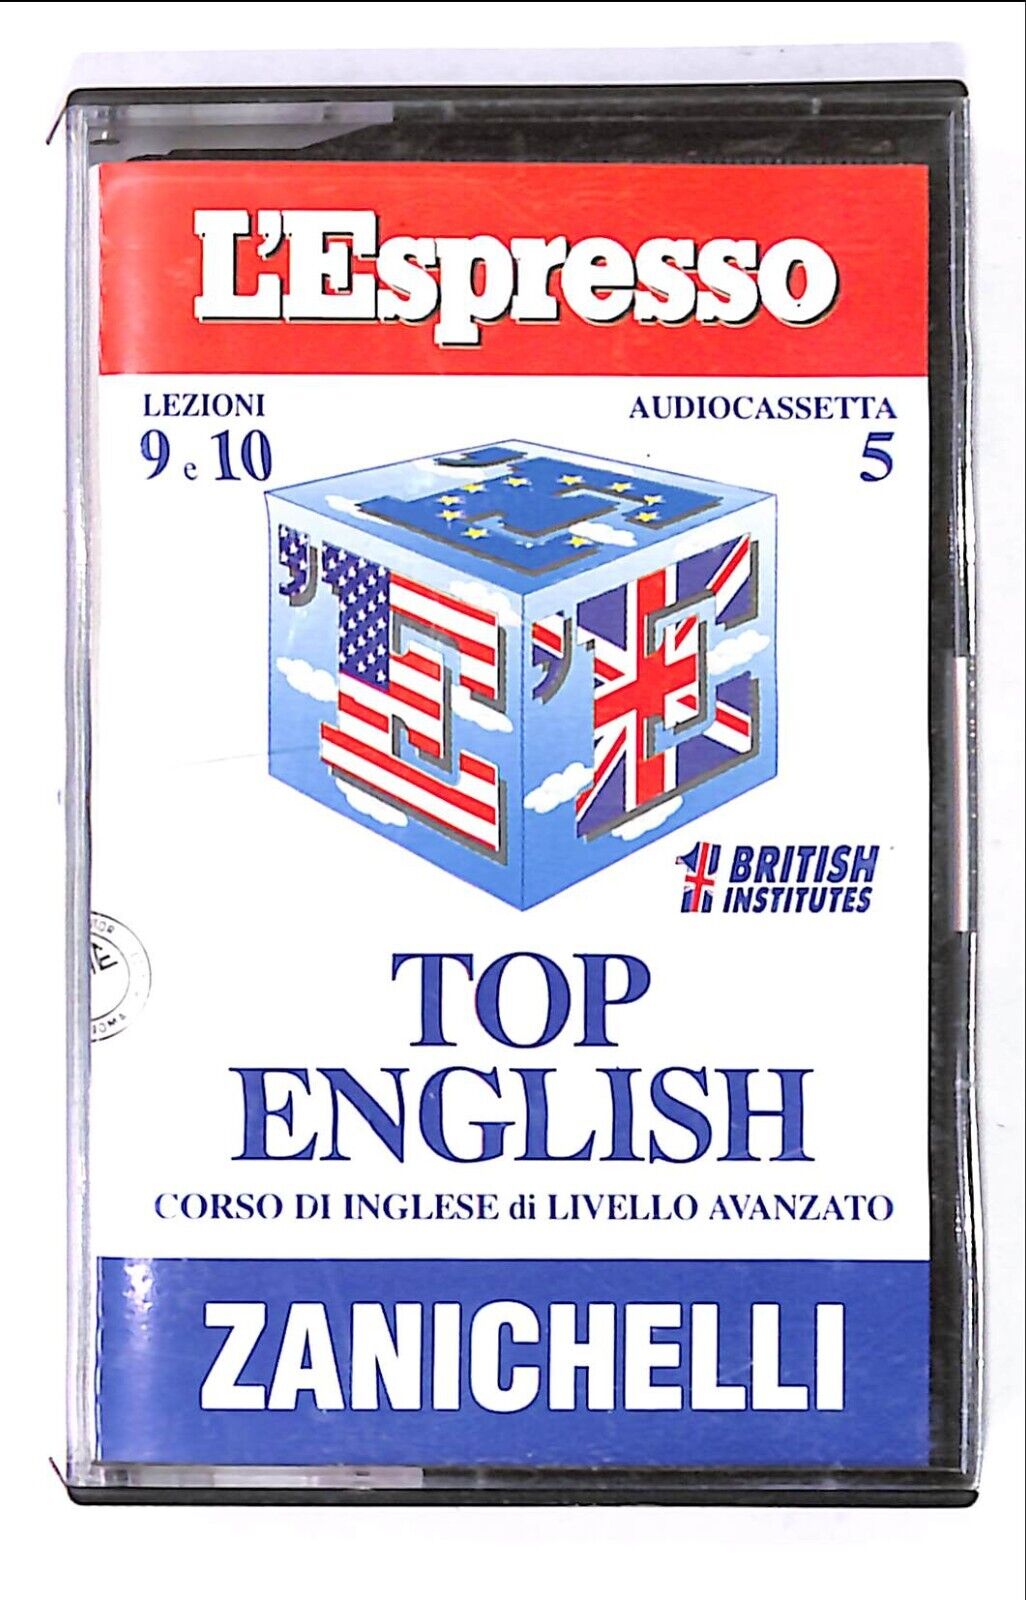 L'Espresso
LEZIONI
9 e 10
AUDIOCASSETTA
5
'E
'E
'E
BRITISH
INSTITUTES
TOP
ENGLISH
CORSO DI INGLESE di LIVELLO AVANZATO
ZANICHELLI